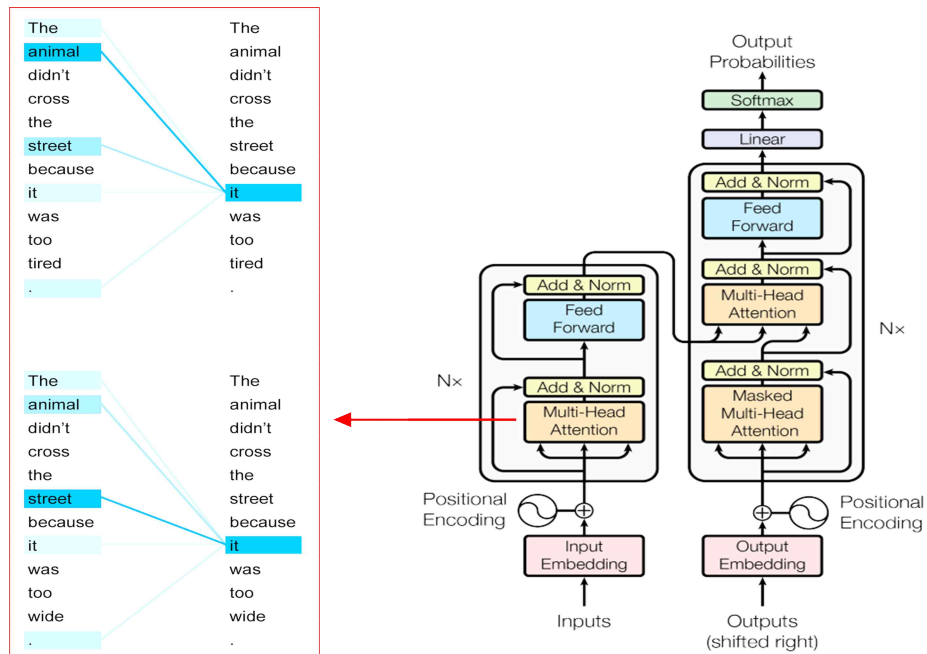 The The
animal animal
didn't didn't
cross cross
the the
street street
because because
it it
was was
too too
tired tired
. .
The The
animal animal
didn't didn't
cross cross
the the
street street
because because
it it
was was
too too
wide wide
. .
Output
Probabilities
Softmax
Linear
Add & Norm
Feed
Forward
Add & Norm
Multi-Head
Attention
Add & Norm
Masked
Multi-Head
Attention
N×
Positional
Encoding
Output
Embedding
Outputs
(shifted right)
Add & Norm
Feed
Forward
N×
Add & Norm
Multi-Head
Attention
Positional
Encoding
Input
Embedding
Inputs